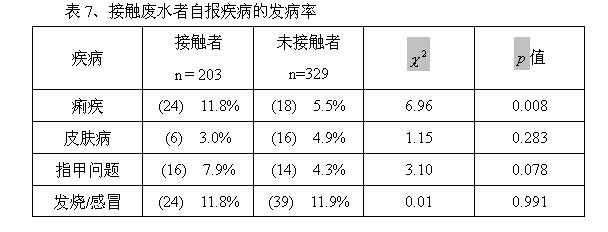 表 7、接触废水者自报疾病的发病率
疾病 接触者 n = 203 未接触者 n=329 χ² p 值
痢疾 (24) 11.8% (18) 5.5% 6.96 0.008
皮肤病 (6) 3.0% (16) 4.9% 1.15 0.283
指甲问题 (16) 7.9% (14) 4.3% 3.10 0.078
发烧/感冒 (24) 11.8% (39) 11.9% 0.01 0.991